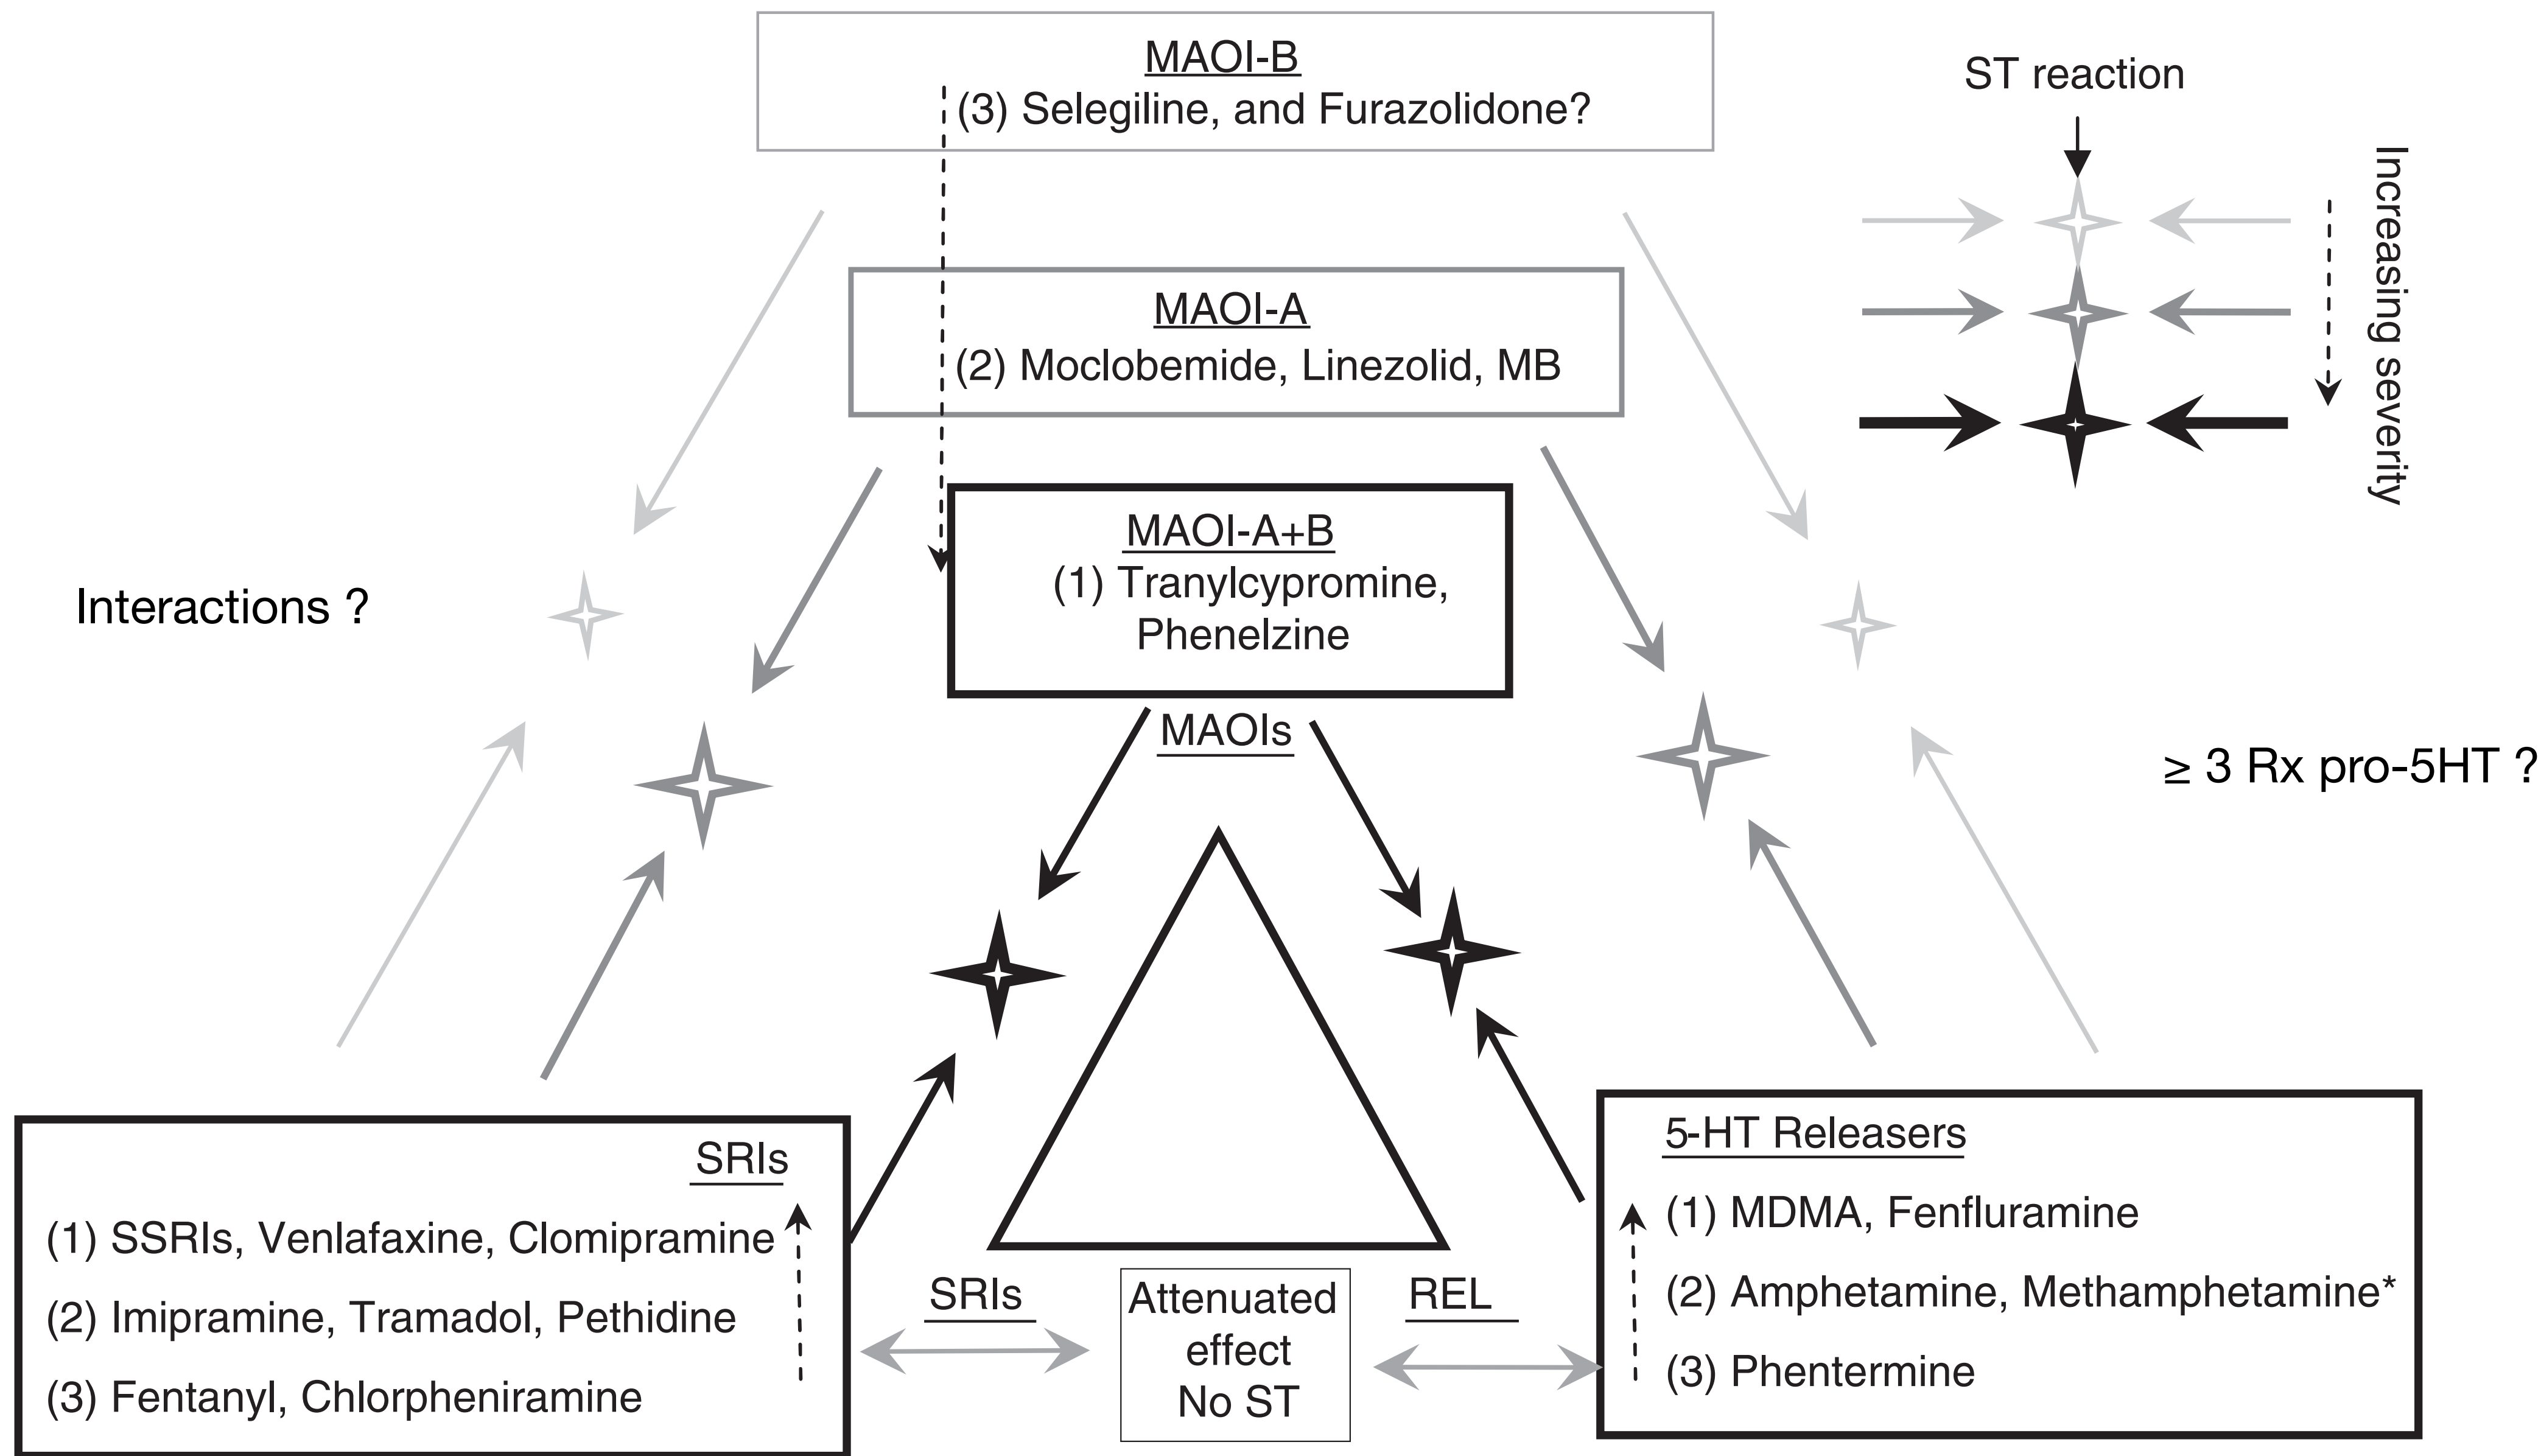 MAOI-B
(3) Selegiline, and Furazolidone?
ST reaction
Increasing severity
MAOI-A
(2) Moclobemide, Linezolid, MB
MAOI-A+B
(1) Tranylcypromine,
Phenelzine
Interactions ?
MAOIs
≥ 3 Rx pro-5HT ?
SRIs
(1) SSRIs, Venlafaxine, Clomipramine
(2) Imipramine, Tramadol, Pethidine
(3) Fentanyl, Chlorpheniramine
SRIs
Attenuated
effect
No ST
REL
5-HT Releasers
(1) MDMA, Fenfluramine
(2) Amphetamine, Methamphetamine*
(3) Phentermine